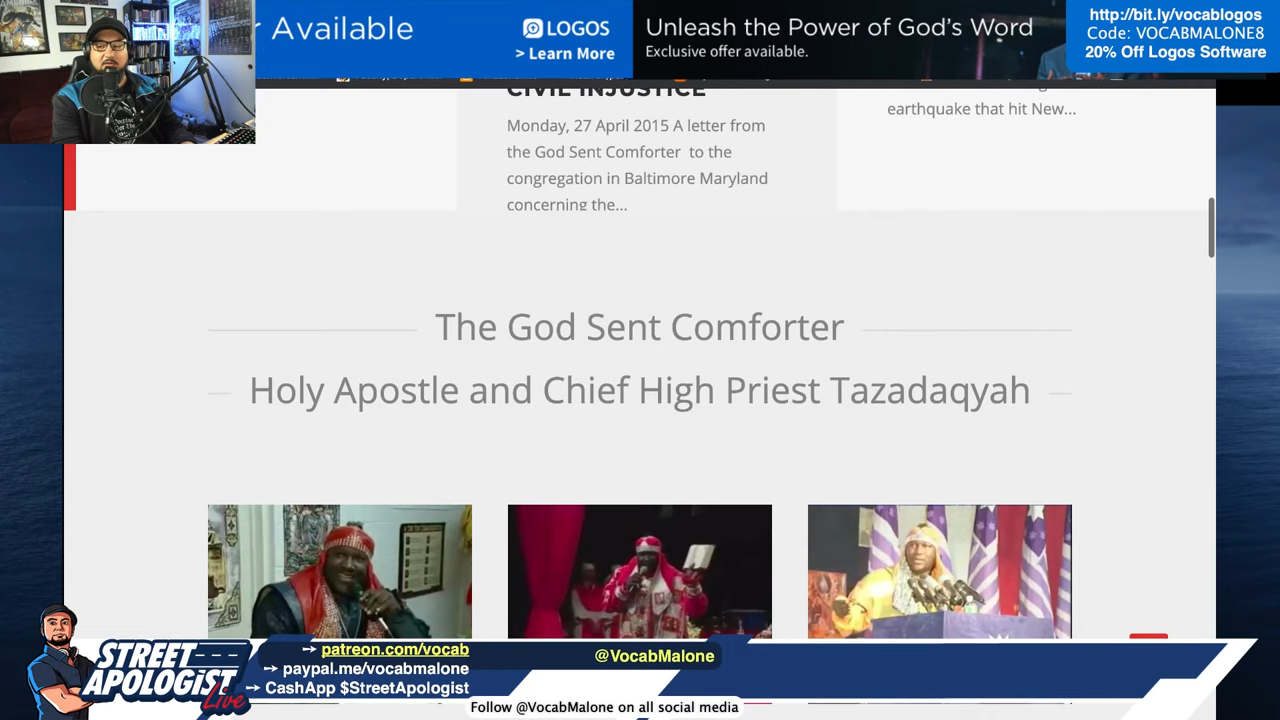 r Available
LOGOS
> Learn More
Unleash the Power of God's Word
Exclusive offer available.
http://bit.ly/vocablogos
Code: VOCABMALONE8
20% Off Logos Software
CIVIL INJUSTICE
Monday, 27 April 2015 A letter from
the God Sent Comforter to the
congregation in Baltimore Maryland
concerning the...
earthquake that hit New...
The God Sent Comforter
Holy Apostle and Chief High Priest Tazadaqyah
STREET
APOLOGIST
Live
→ patreon.com/vocab
→ paypal.me/vocabmalone
→ CashApp $StreetApologist
@VocabMalone
Follow @VocabMalone on all social media